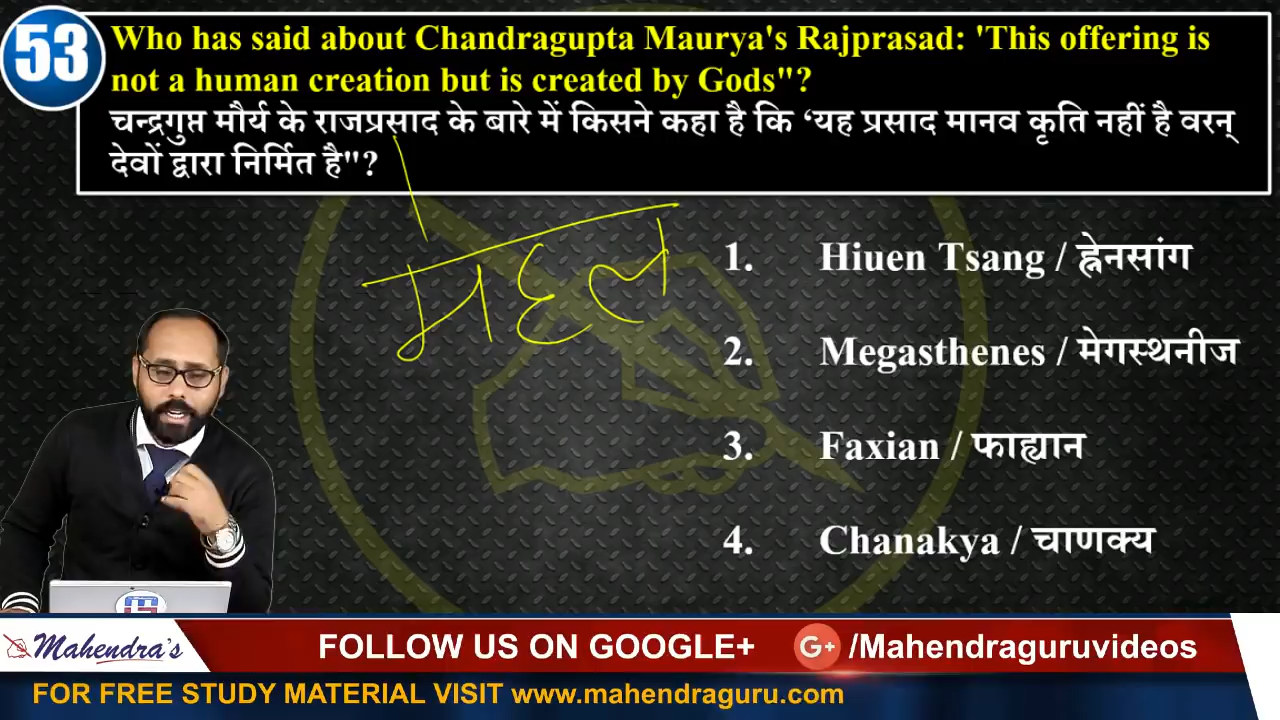 53
Who has said about Chandragupta Maurya's Rajprasad: 'This offering is
not a human creation but is created by Gods"?
चन्द्रगुप्त मौर्य के राजप्रसाद के बारे में किसने कहा है कि ‘यह प्रसाद मानव कृति नहीं है वरन्
देवों द्वारा निर्मित है"?
महल
1. Hiuen Tsang / ह्वेनसांग
2. Megasthenes / मेगस्थनीज
3. Faxian / फाह्यान
4. Chanakya / चाणक्य
Mahendra's
FOLLOW US ON GOOGLE+
G+ /Mahendraguruvideos
FOR FREE STUDY MATERIAL VISIT www.mahendraguru.com